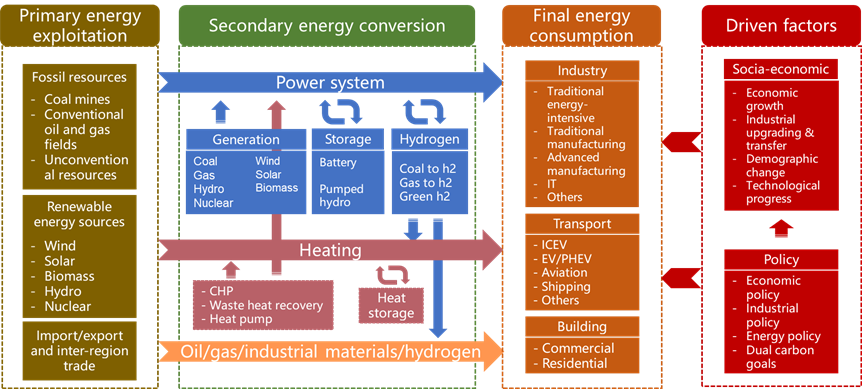 Primary energy
exploitation
Fossil resources
- Coal mines
- Conventional
oil and gas
fields
- Unconvention
al resources
Renewable
energy sources
- Wind
- Solar
- Biomass
- Hydro
- Nuclear
Import/export
and inter-region
trade
Secondary energy conversion
Power system
Generation
Coal
Gas
Hydro
Nuclear
Wind
Solar
Biomass
Storage
Battery
Pumped
hydro
Hydrogen
Coal to h2
Gas to h2
Green h2
Heating
- CHP
- Waste heat recovery
- Heat pump
Heat
storage
Oil/gas/industrial materials/hydrogen
Final energy
consumption
Industry
- Traditional
energy-
intensive
- Traditional
manufacturing
- Advanced
manufacturing
- IT
- Others
Transport
- ICEV
- EV/PHEV
- Aviation
- Shipping
- Others
Building
- Commercial
- Residential
Driven factors
Socia-economic
- Economic
growth
- Industrial
upgrading &
transfer
- Demographic
change
- Technological
progress
Policy
- Economic
policy
- Industrial
policy
- Energy policy
- Dual carbon
goals